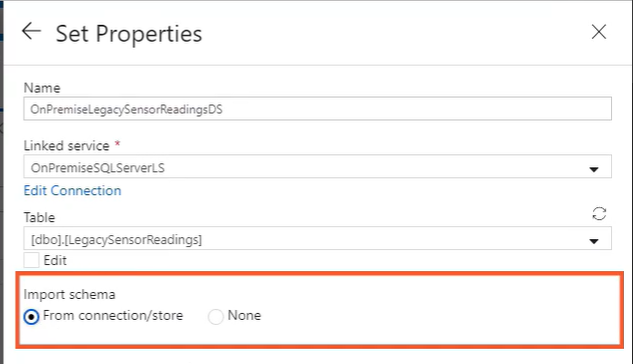 Set Properties
Name
OnPremiseLegacySensorReadingsDS
Linked service *
OnPremiseSQLServerLS
Edit Connection
Table
[dbo].[LegacySensorReadings]
Edit
Import schema
From connection/store None